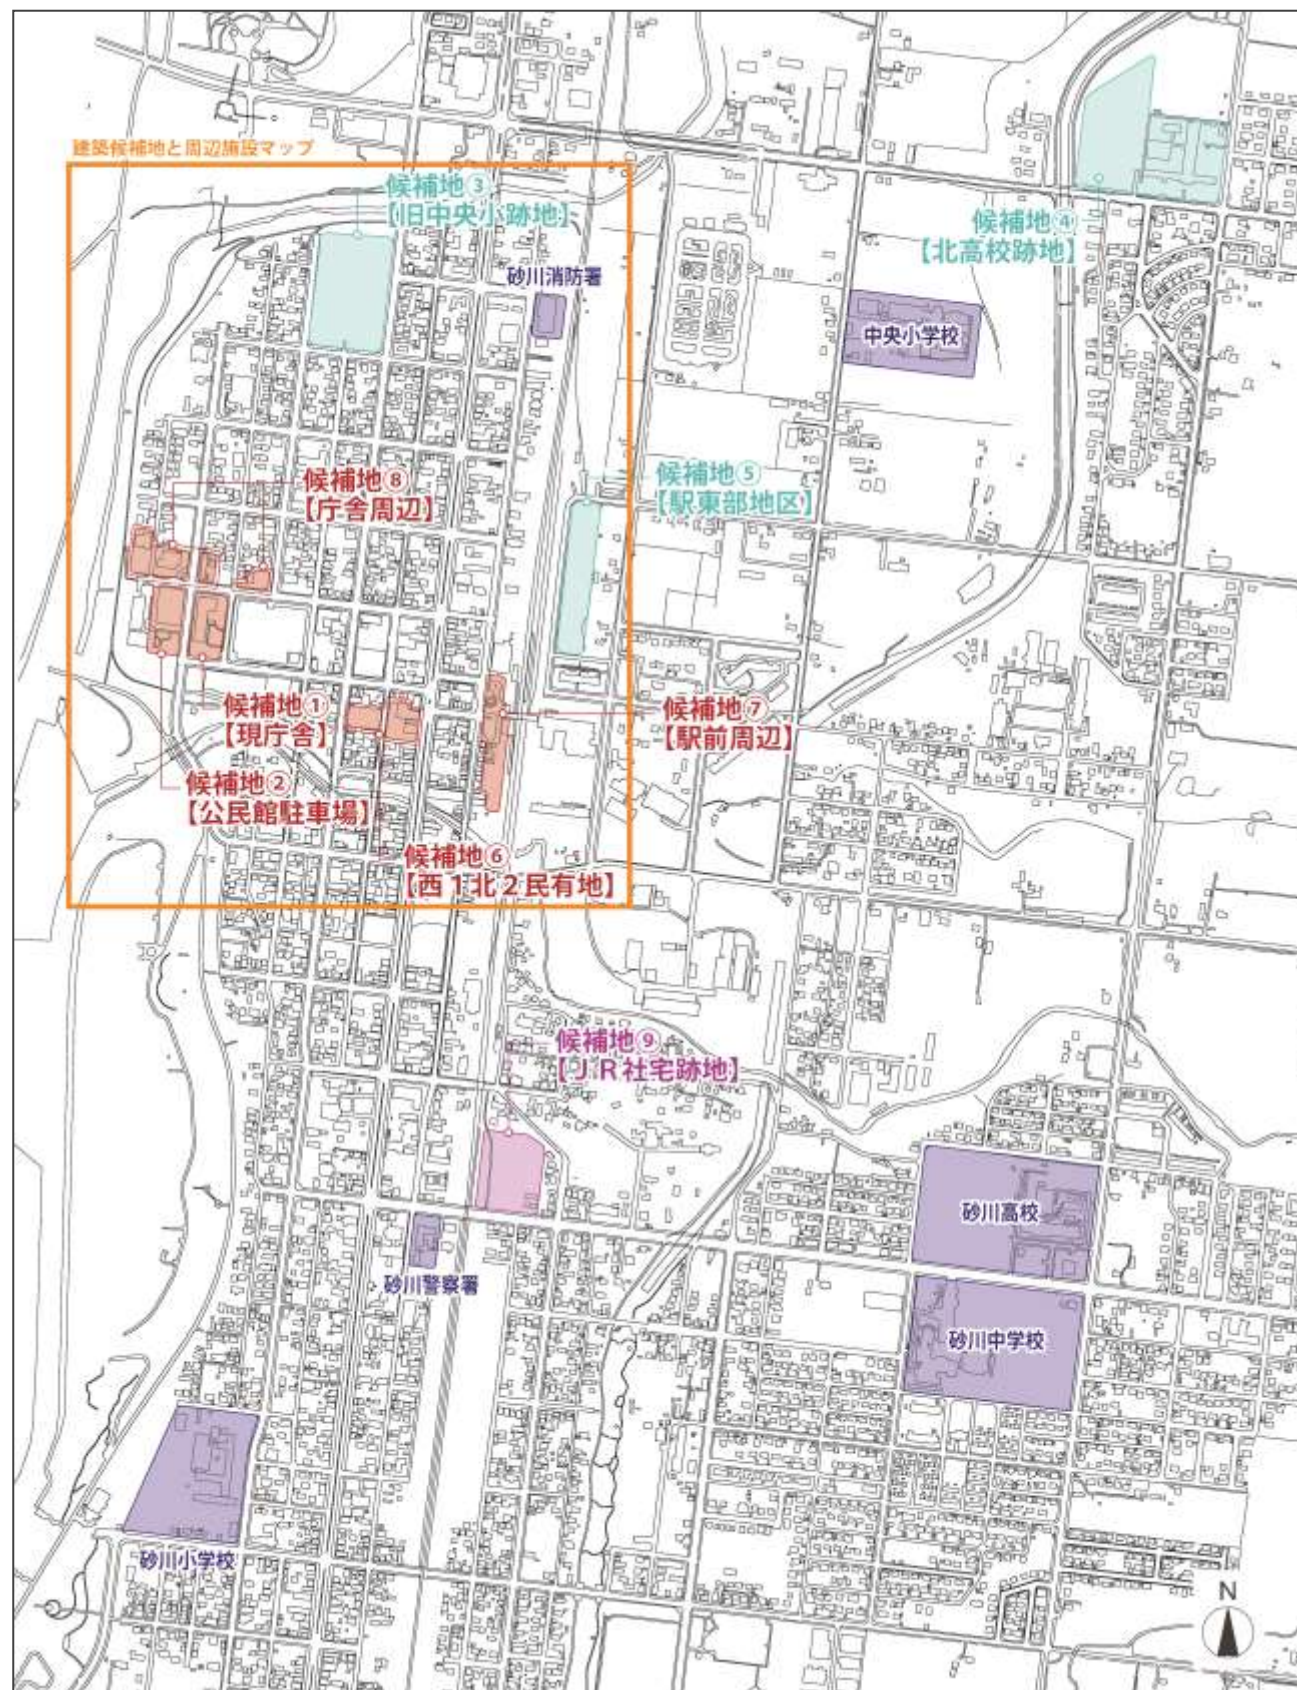 建築候補地と周辺施設マップ
候補地③
【旧中央小跡地】
候補地④
【北高校跡地】
砂川消防署
中央小学校
候補地⑧
【庁舎周辺】
候補地⑤
【駅東部地区】
候補地①
【現庁舎】
候補地⑦
【駅前周辺】
候補地②
【公民館駐車場】
候補地⑥
【西1北2民有地】
候補地⑨
【JR社宅跡地】
砂川高校
砂川警察署
砂川中学校
砂川小学校
N